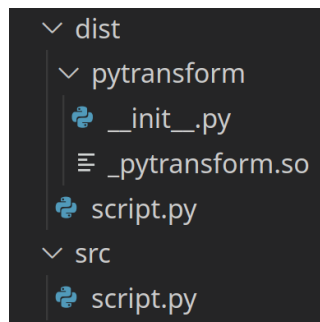 dist
pytransform
__init__.py
_pytransform.so
script.py
src
script.py